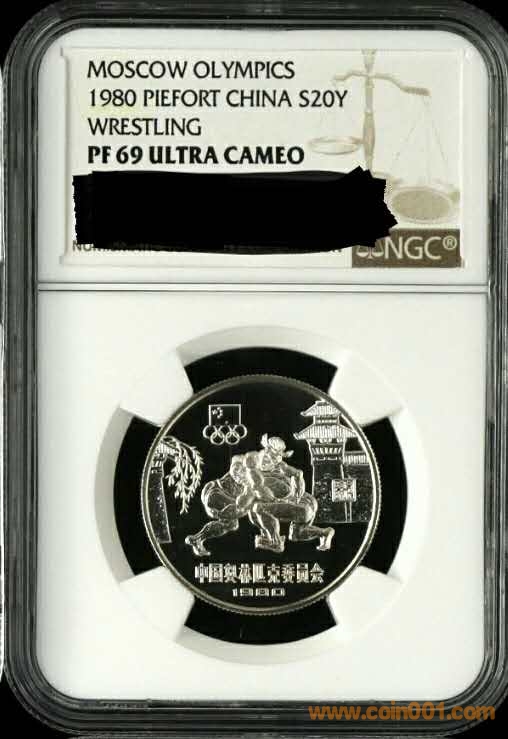 MOSCOW OLYMPICS
1980 PIEFORT CHINA S20Y
WRESTLING
PF 69 ULTRA CAMEO
NGC®
中国奥林匹克委员会
1980
www.coin001.com